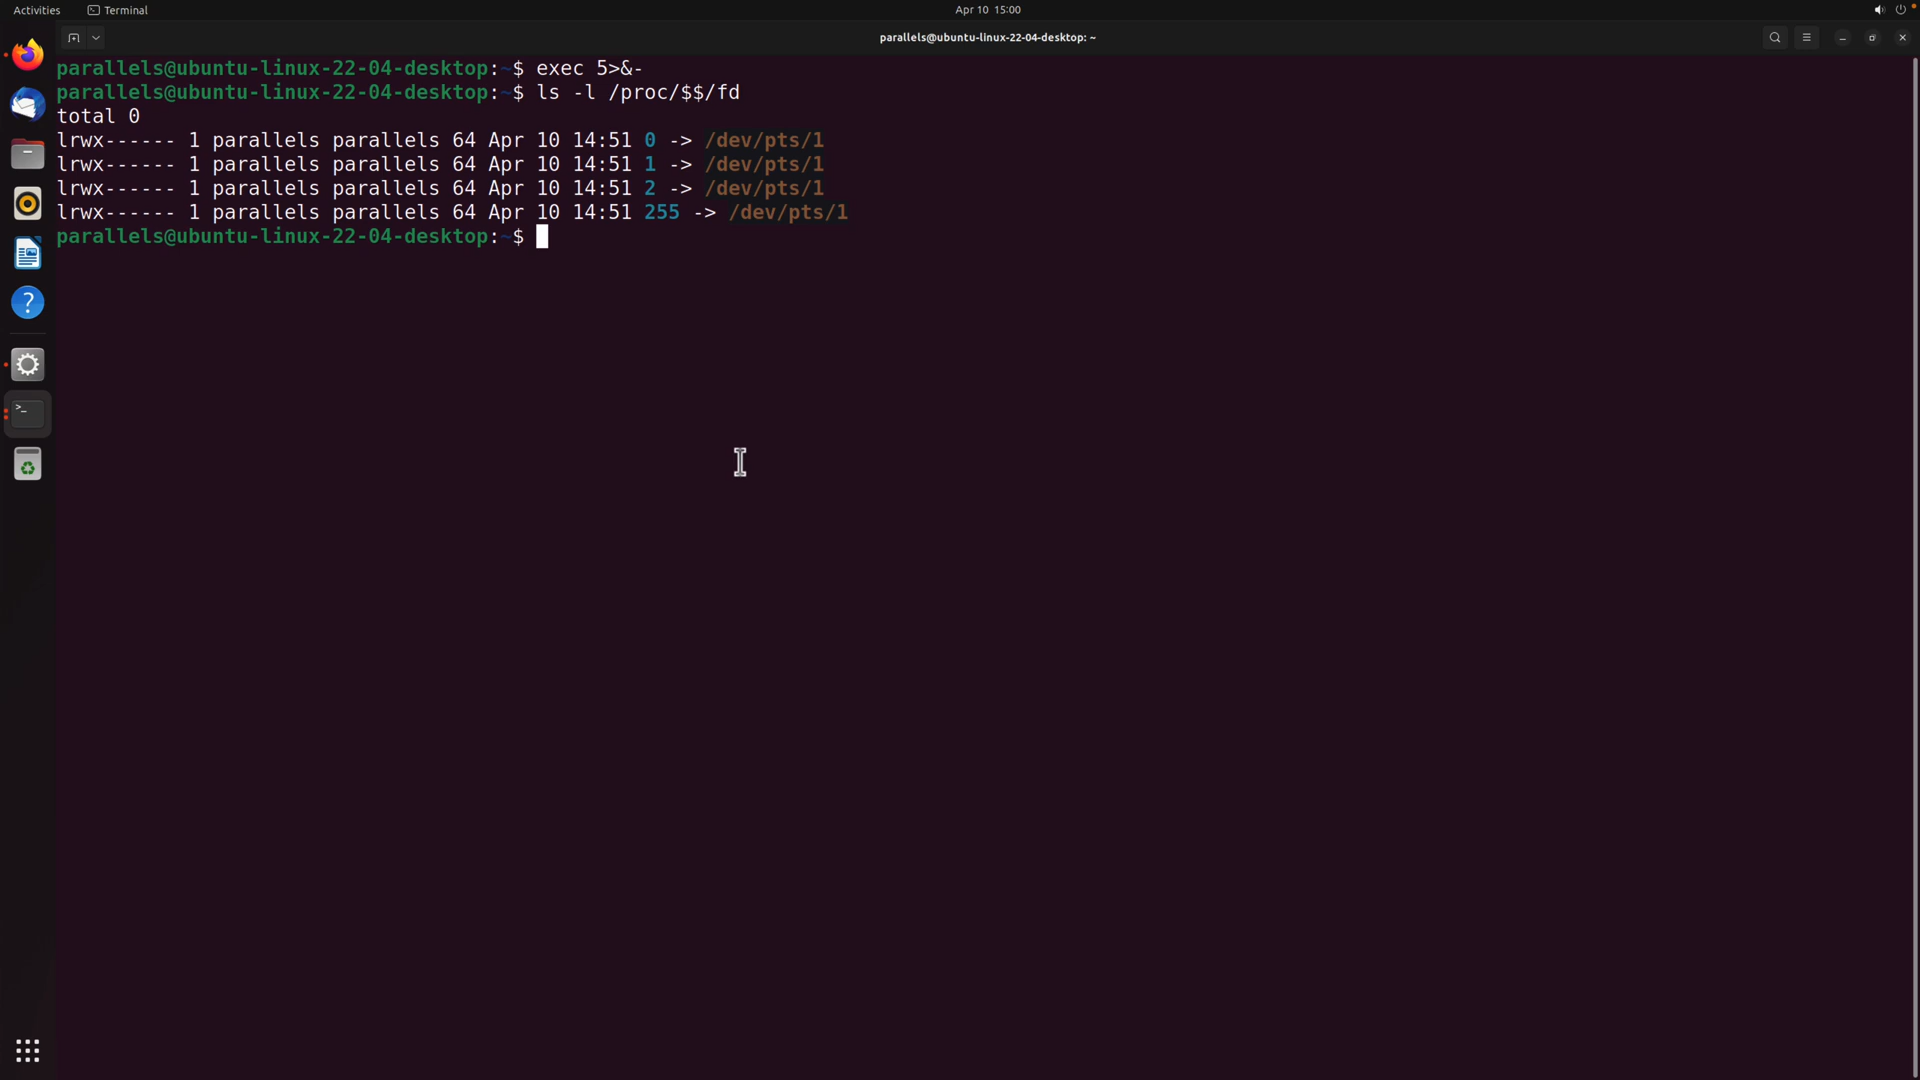 Activities Terminal Apr 10 15:00
parallels@ubuntu-linux-22-04-desktop: ~
parallels@ubuntu-linux-22-04-desktop:~$ exec 5>&-
parallels@ubuntu-linux-22-04-desktop:~$ ls -l /proc/$$/fd
total 0
lrwx------ 1 parallels parallels 64 Apr 10 14:51 0 -> /dev/pts/1
lrwx------ 1 parallels parallels 64 Apr 10 14:51 1 -> /dev/pts/1
lrwx------ 1 parallels parallels 64 Apr 10 14:51 2 -> /dev/pts/1
lrwx------ 1 parallels parallels 64 Apr 10 14:51 255 -> /dev/pts/1
parallels@ubuntu-linux-22-04-desktop:~$